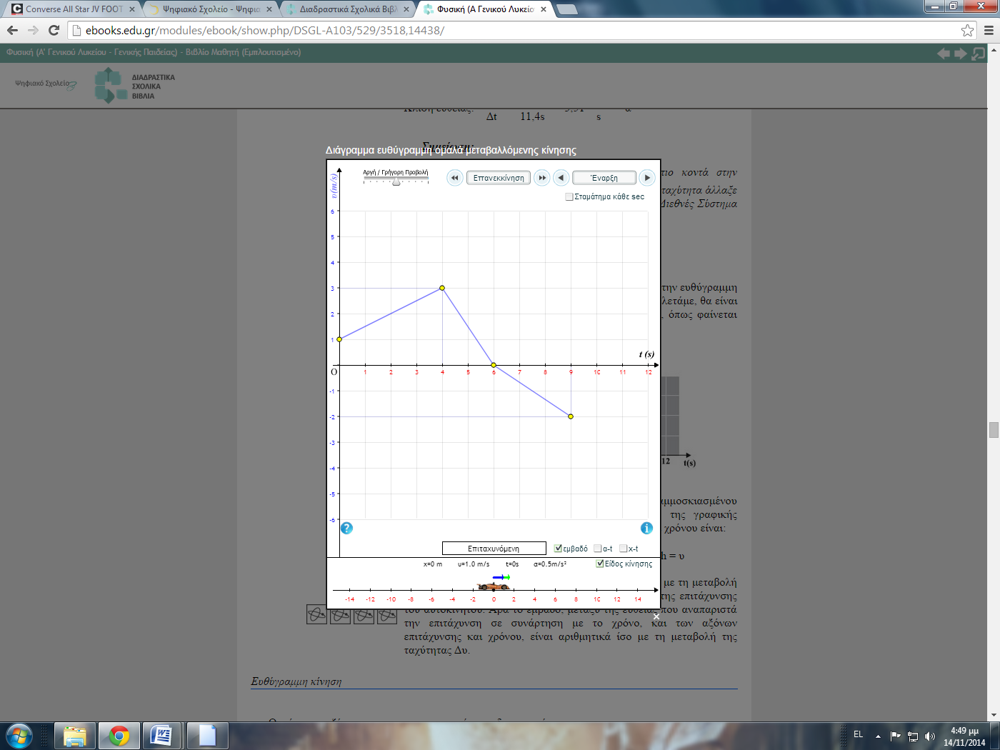 Converse All Star JV FOOT
Ψηφιακό Σχολείο - Ψηφια
Διαδραστικά Σχολικά Βιβλ
Φυσική (Α Γενικού Λυκείο
ebooks.edu.gr/modules/ebook/show.php/DSGL-A103/529/3518,14438/
Φυσική (Α' Γενικού Λυκείου - Γενικής Παιδείας) - Βιβλίο Μαθητή (Εμπλουτισμένο)
Ψηφιακό Σχολείο
ΔΙΑΔΡΑΣΤΙΚΑ
ΣΧΟΛΙΚΑ
ΒΙΒΛΙΑ
Δt 11,4s s
Σημείωση:
Διάγραμμα ευθύγραμμη ομαλά μεταβαλλόμενης κίνησης
Αργή / Γρήγορη Προβολή
Επανεκκίνηση
Έναρξη
Σταμάτημα κάθε sec
υ(m/s)
πιο κοντά στην
ταχύτητα άλλαξε
Διεθνές Σύστημα
6
5
4
3
2
1
την ευθύγραμμη
λετάμε, θα είναι
, όπως φαίνεται
t (s)
O 1 2 3 4 5 6 7 8 9 10 11 12
-1
-2
-3
-4
-5
-6
12 t(s)
αμμοσκιασμένου
της γραφικής
χρόνου είναι:
h = υ
Επιταχυνόμενη
εμβαδό
α-t
x-t
x=0 m υ=1.0 m/s t=0s α=0.5m/s²
Είδος κίνησης
-14 -12 -10 -8 -6 -4 -2 0 2 4 6 8 10 12 14
με τη μεταβολή
της επιτάχυνσης
του αυτοκινήτου. Άρα το εμβαδό, μεταξύ της ευθείας που αναπαριστά
την επιτάχυνση σε συνάρτηση με το χρόνο, και των αξόνων
επιτάχυνσης και χρόνου, είναι αριθμητικά ίσο με τη μεταβολή της
ταχύτητας Δυ.
Ευθύγραμμη κίνηση
EL
4:49 μμ
14/11/2014